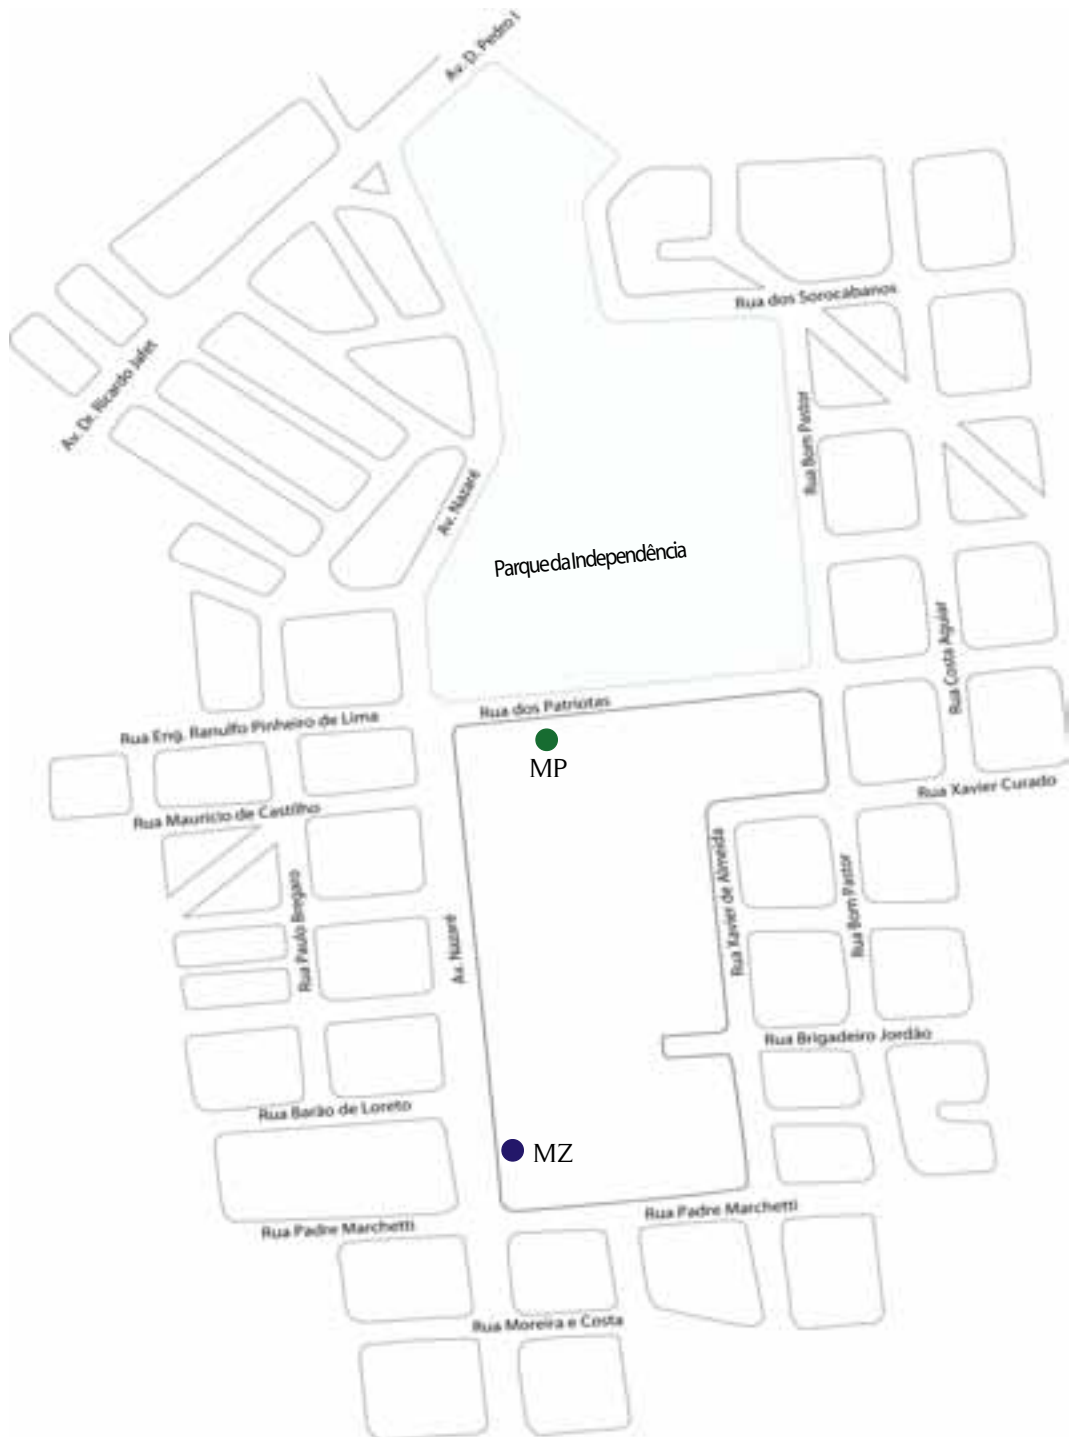 Av. D. Pedro I
Rua dos Sorocabanos
Av. Dr. Ricardo Jafet
Rua Bom Pastor
Av. Nazaré
Parque da Independência
Rua Costa Aguiar
Rua dos Patriotas
Rua Eng. Ranulfo Pinheiro de Lima
MP
Rua Xavier Curado
Rua Mauricio de Castilho
Rua Xavier de Almeida
Rua Bom Pastor
Rua Paulo Bregaro
Av. Nazaré
Rua Brigadeiro Jordão
Rua Barão de Loreto
MZ
Rua Padre Marchetti
Rua Padre Marchetti
Rua Moreira e Costa